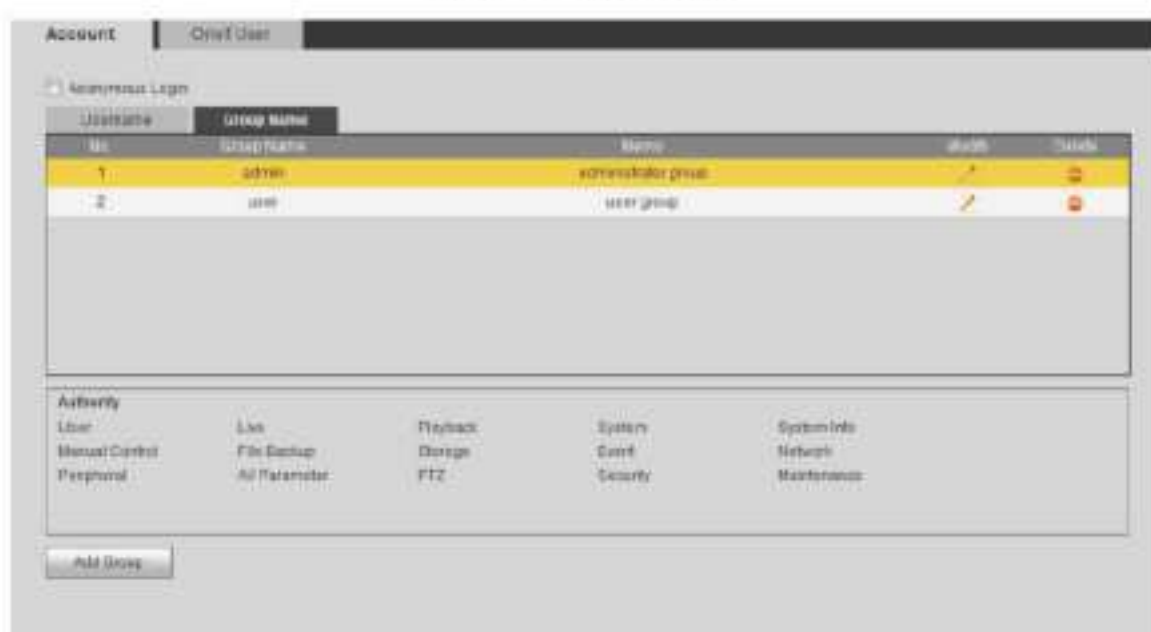 Account Onvif User
Anonymous Login
Username Group Name
No. Group Name Memo Modify Delete
1 admin administrator group
2 user user group
Authority
User Live Playback System System Info
Manual Control File Backup Storage Event Network
Peripheral AV Parameter PTZ Security Maintenance
Add Group